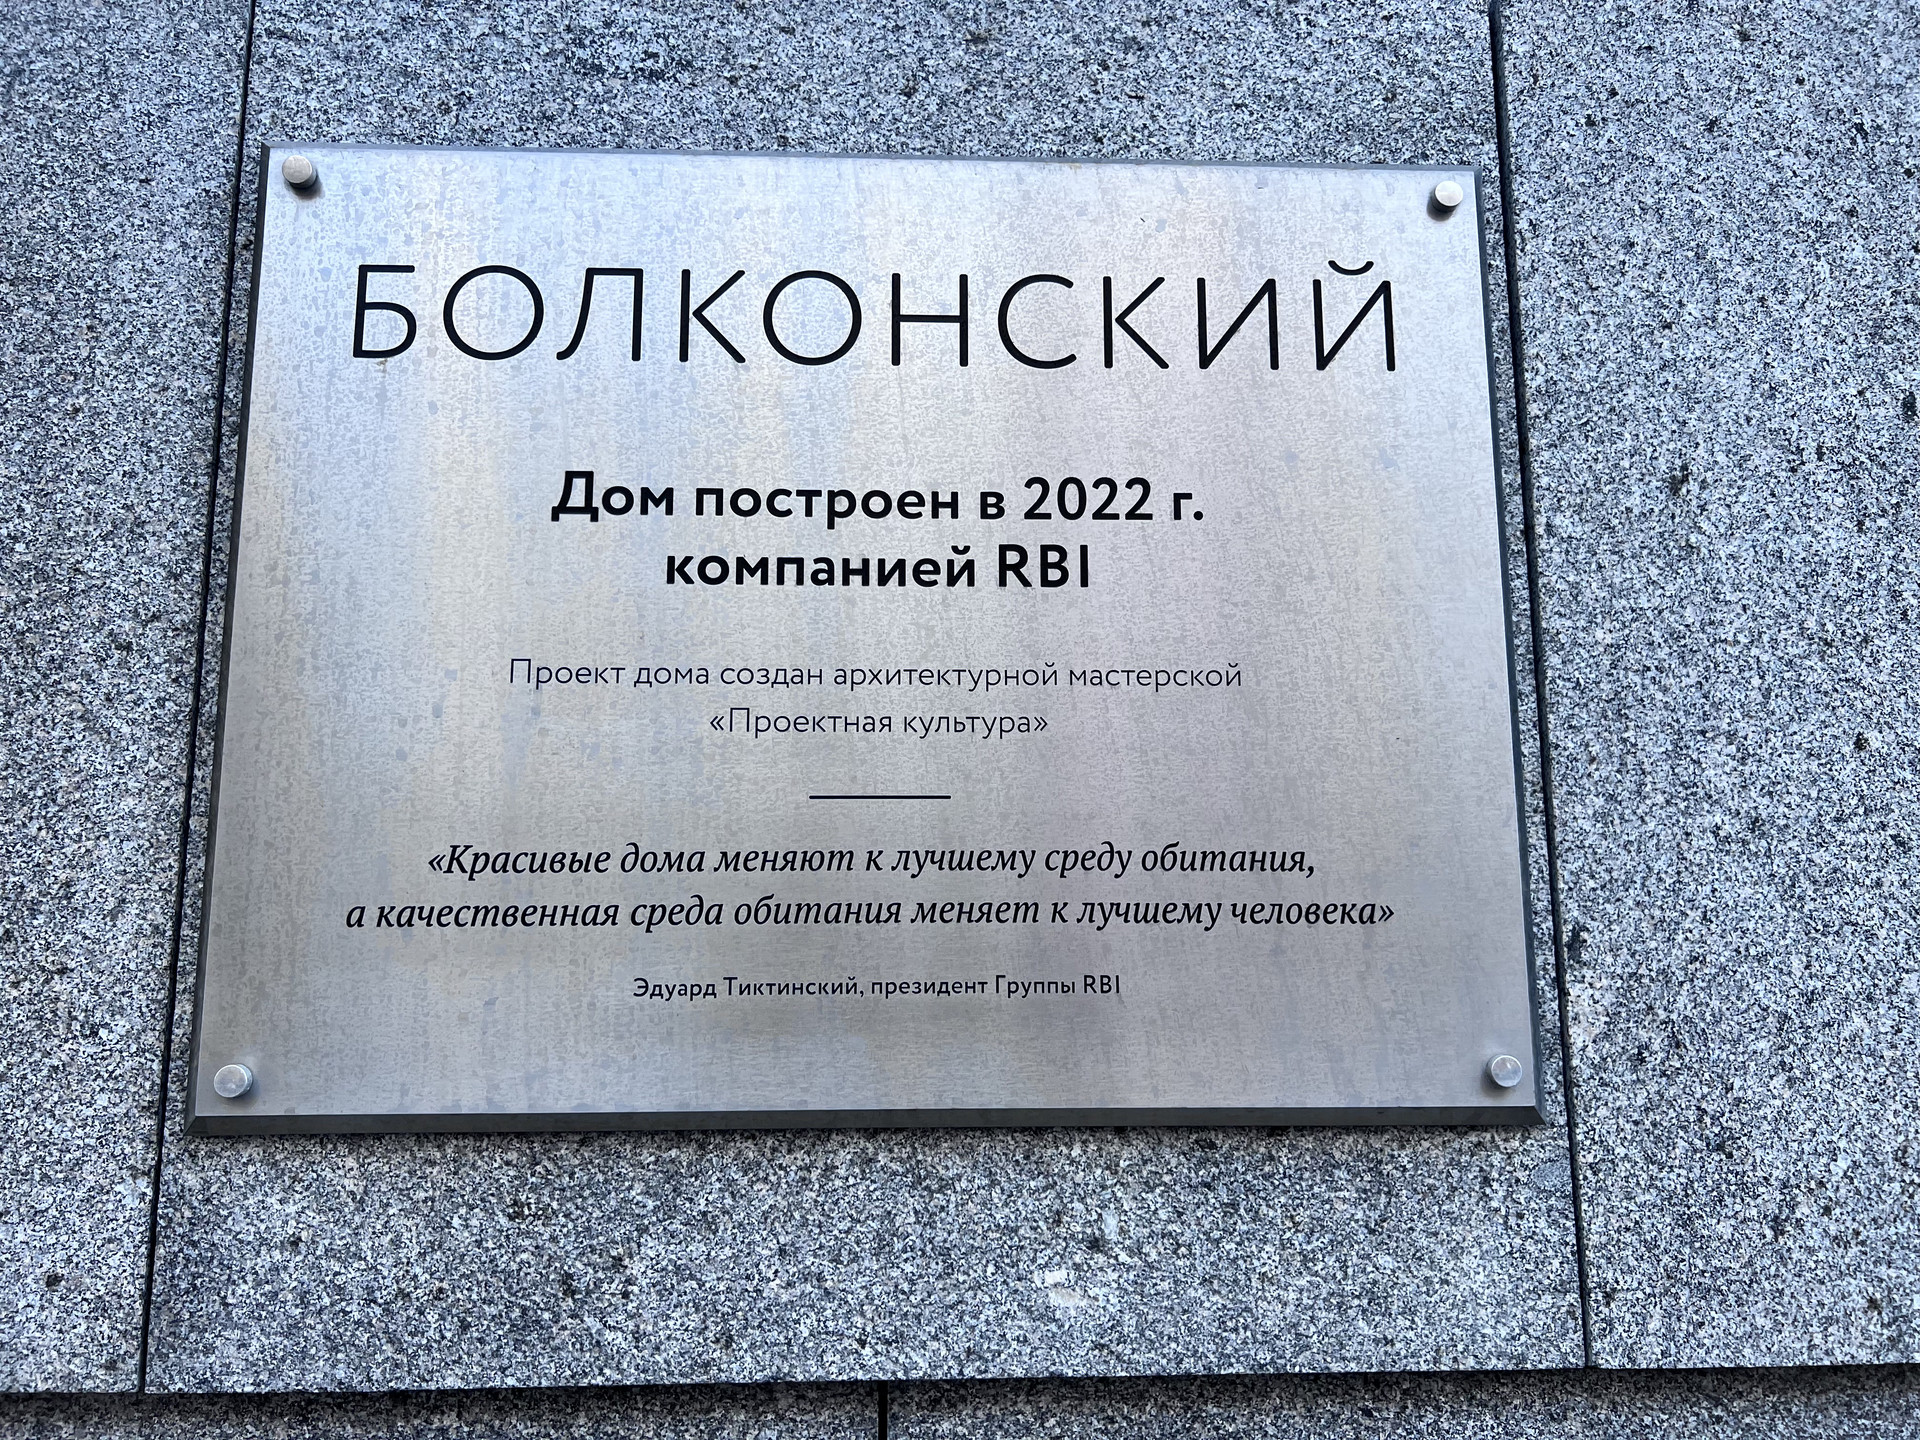 БОЛКОНСКИЙ
Дом построен в 2022 г.
компанией RBI
Проект дома создан архитектурной мастерской
«Проектная культура»
«Красивые дома меняют к лучшему среду обитания,
а качественная среда обитания меняет к лучшему человека»
Эдуард Тиктинский, президент Группы RBI